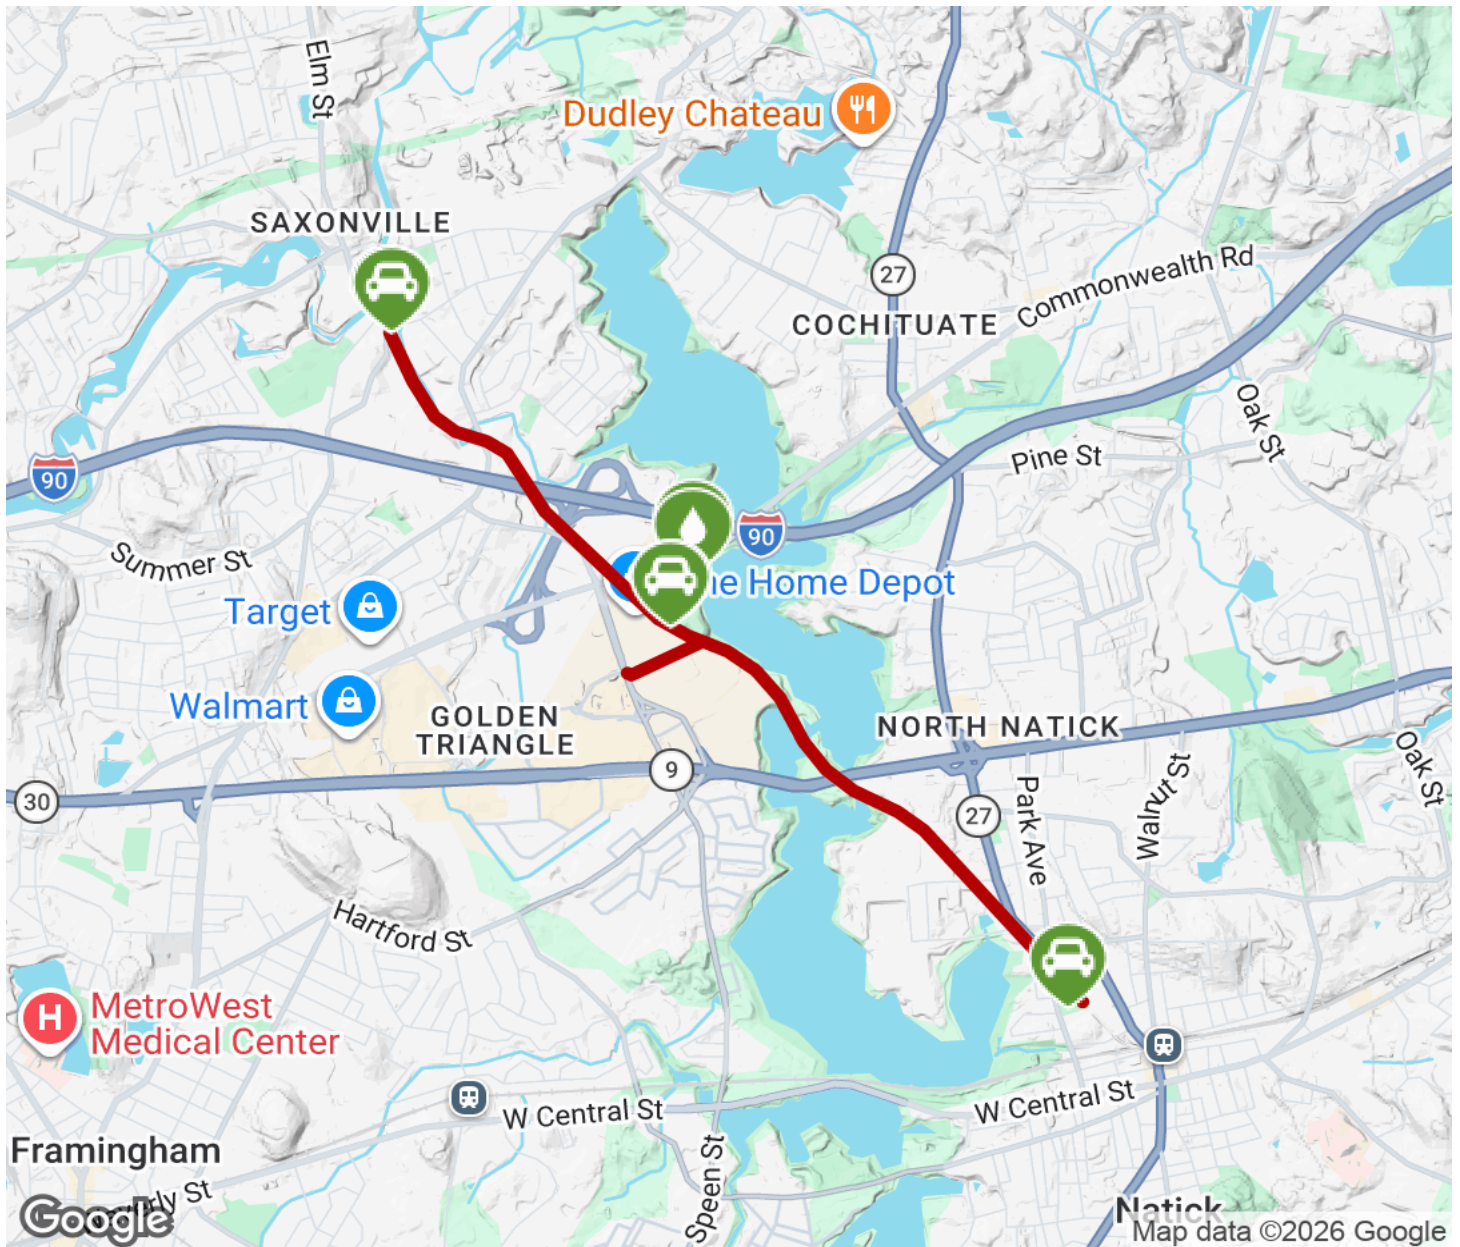 Elm St
Dudley Chateau
SAXONVILLE
27
Commonwealth Rd
COCHITUATE
Oak St
Pine St
90
90
Summer St
Home Depot
Target
Walmart
GOLDEN
TRIANGLE
NORTH NATICK
9
30
Oak St
Walnut St
Park Ave
27
Hartford St
H
MetroWest
Medical Center
W Central St
W Central St
Framingham
Speen St
St
Natick
Google
Map data ©2026 Google